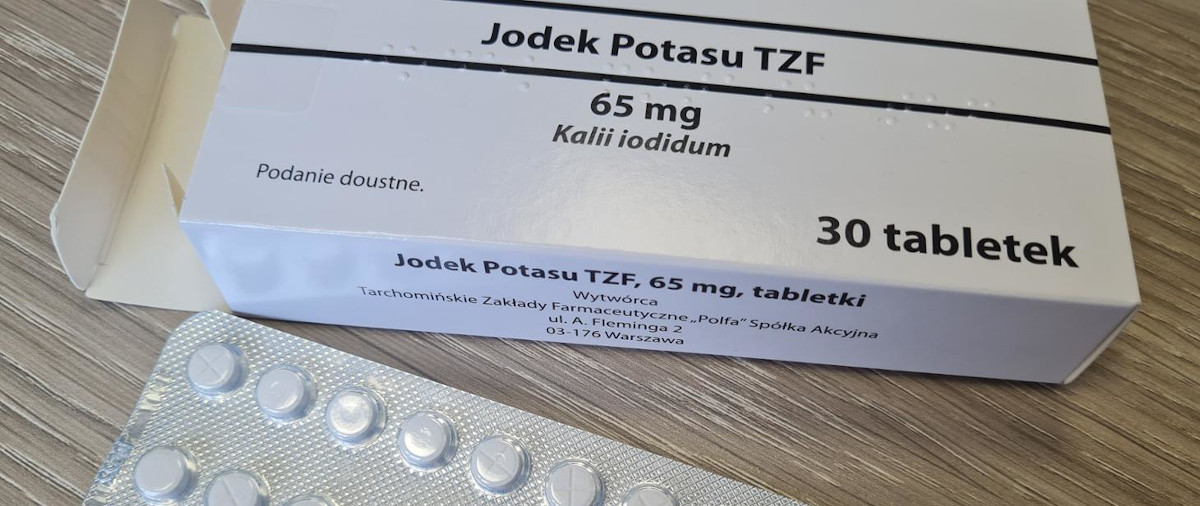 Jodek Potasu TZF
65 mg
Kalii iodidum
Podanie doustne.
30 tabletek
Jodek Potasu TZF, 65 mg, tabletki
Wytwórca
Tarchomińskie Zakłady Farmaceutyczne „Polfa” Spółka Akcyjna
ul. A. Fleminga 2
03-176 Warszawa